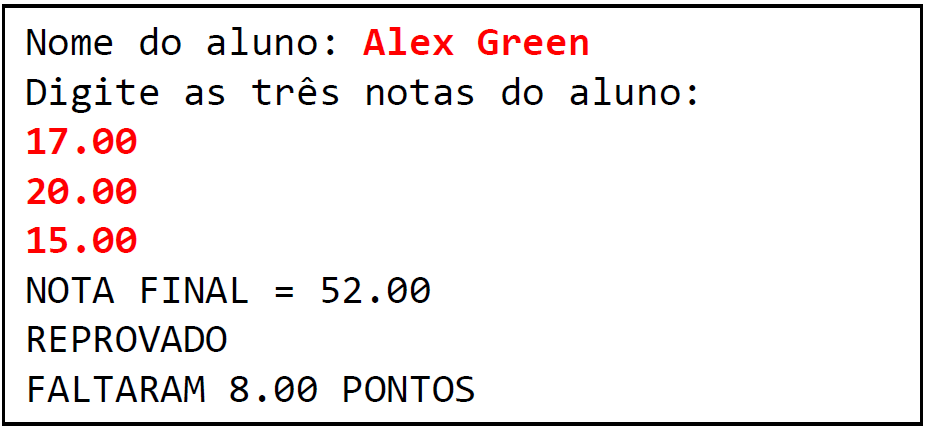 Nome do aluno: Alex Green
Digite as três notas do aluno:
17.00
20.00
15.00
NOTA FINAL = 52.00
REPROVADO
FALTARAM 8.00 PONTOS